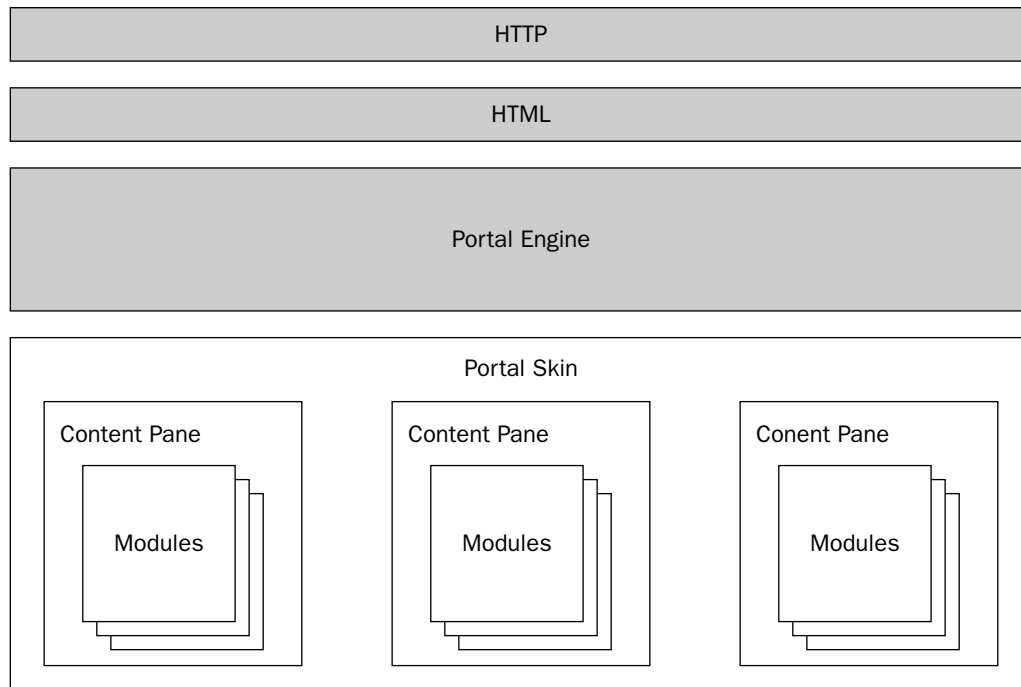 HTTP
HTML
Portal Engine
Portal Skin
Content Pane
Content Pane
Conent Pane
Modules
Modules
Modules